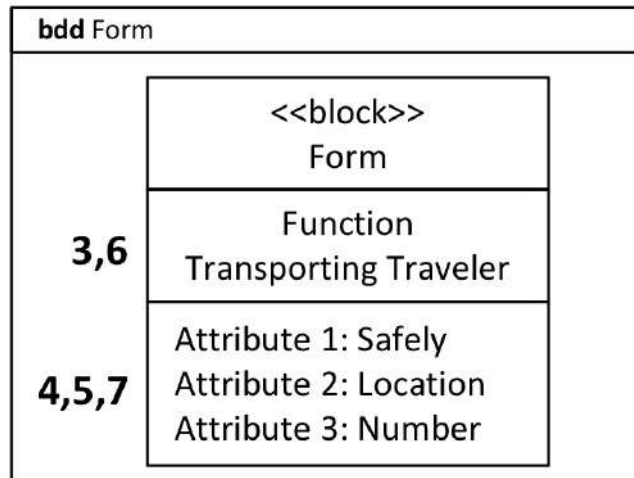 bdd Form
<<block>>
Form
Function
3,6
Transporting Traveler
Attribute 1: Safely
4,5,7
Attribute 2: Location
Attribute 3: Number